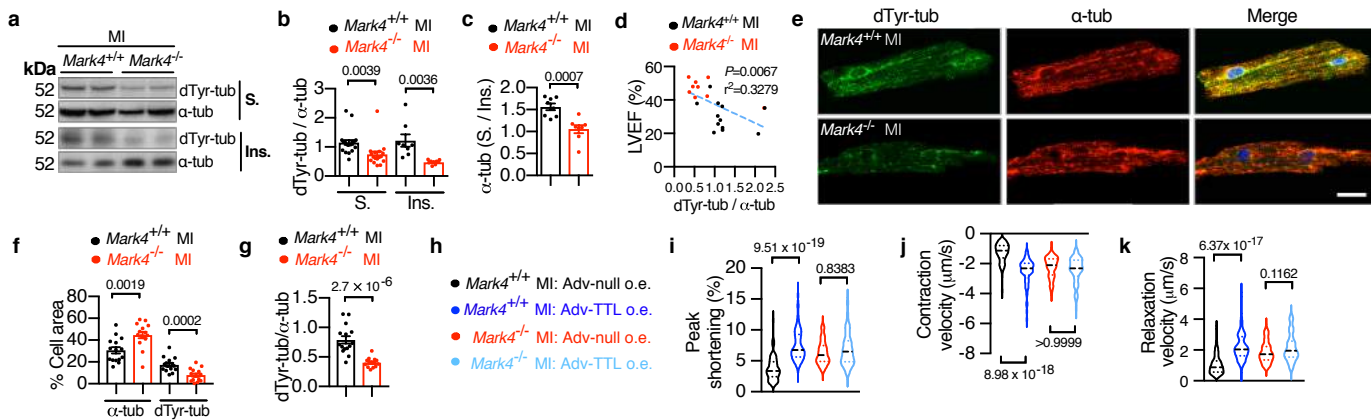 a
MI
Mark4+/+ Mark4-/-
kDa
52 dTyr-tub
52 α-tub
S.
52 dTyr-tub
52 α-tub
Ins.
b
Mark4+/+ MI
Mark4-/- MI
0.0039
0.0036
dTyr-tub / α-tub
4
3
2
1
0
S. Ins.
c
Mark4+/+ MI
Mark4-/- MI
0.0007
α-tub (S. / Ins.)
2.0
1.5
1.0
0.5
0.0
d
Mark4+/+ MI
Mark4-/- MI
P=0.0067
r2=0.3279
LVEF (%)
60
40
20
0
0.0 0.5 1.0 1.5 2.0 2.5
dTyr-tub / α-tub
e
dTyr-tub α-tub Merge
Mark4+/+ MI
Mark4-/- MI
f
Mark4+/+ MI
Mark4-/- MI
0.0019
0.0002
% Cell area
100
80
60
40
20
0
α-tub dTyr-tub
g
Mark4+/+ MI
Mark4-/- MI
2.7 × 10-6
dTyr-tub/α-tub
1.5
1.0
0.5
0.0
h
Mark4+/+ MI: Adv-null o.e.
Mark4+/+ MI: Adv-TTL o.e.
Mark4-/- MI: Adv-null o.e.
Mark4-/- MI: Adv-TTL o.e.
i
9.51 x 10-19
0.8383
Peak
shortening (%)
20
15
10
5
0
j
Contraction
velocity (μm/s)
0
-2
-4
-6
-8
>0.9999
8.98 x 10-18
k
6.37x 10-17
0.1162
Relaxation
velocity (μm/s)
6
4
2
0